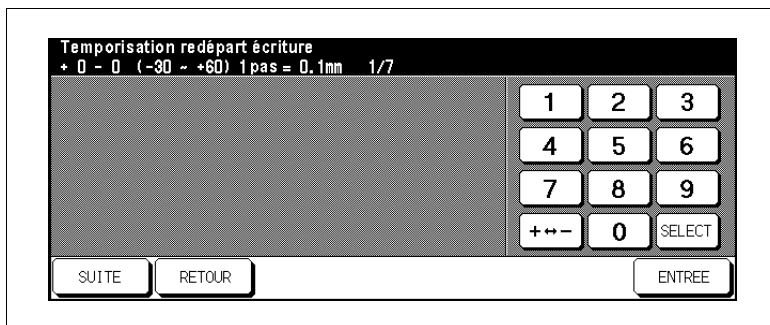 Temporisation redépart écriture
+ 0 - 0 (-30 ~ +60) 1pas = 0.1mm 1/7
1 2 3
4 5 6
7 8 9
+↔− 0 SELECT
SUITE RETOUR ENTREE